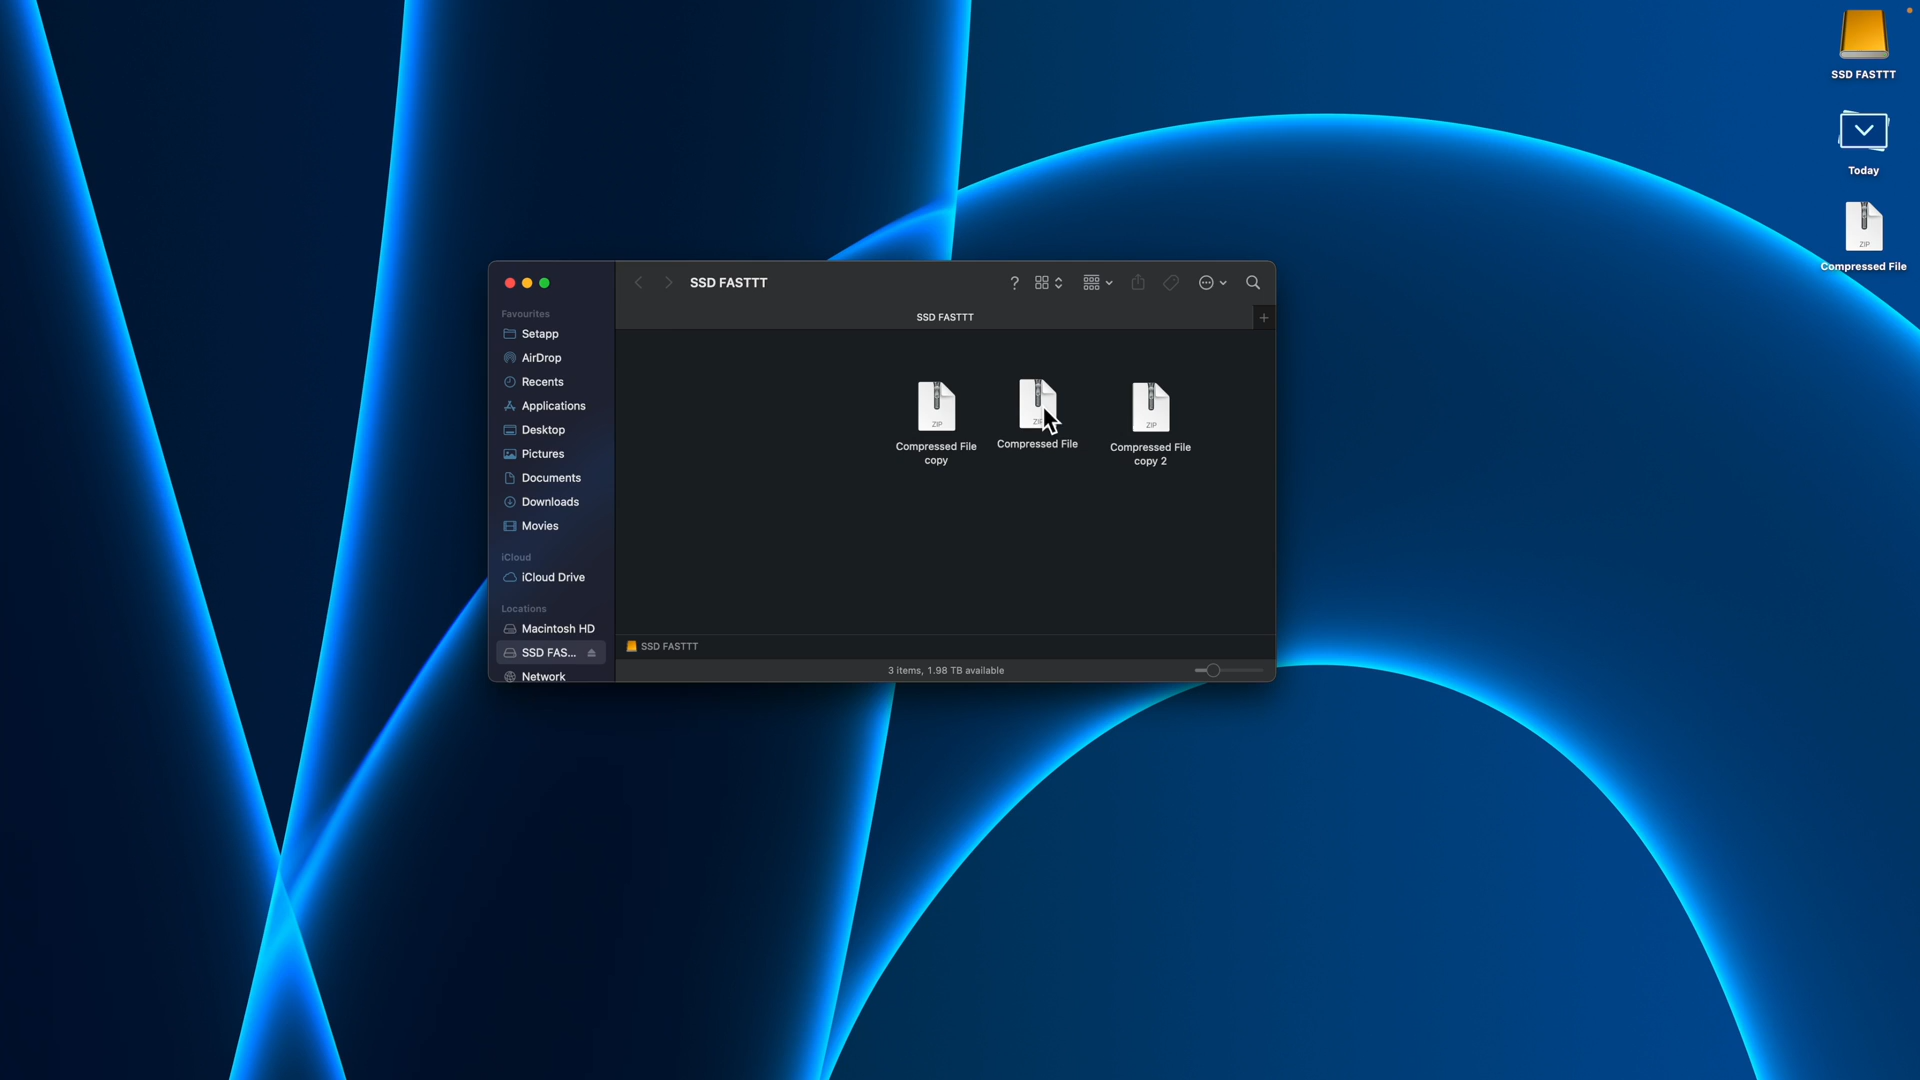 SSD FASTTT
Today
ZIP
Compressed File
SSD FASTTT
?
SSD FASTTT
Favourites
Setapp
AirDrop
Recents
Applications
Desktop
Pictures
Documents
Downloads
Movies
iCloud
iCloud Drive
Locations
Macintosh HD
SSD FAS...
Network
ZIP
Compressed File
copy
ZIP
Compressed File
ZIP
Compressed File
copy 2
SSD FASTTT
3 items, 1.98 TB available